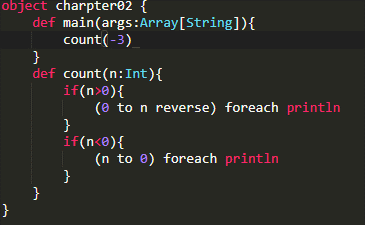 object charpter02 {
    def main(args:Array[String]){
        count(-3)
    }
    def count(n:Int){
        if(n>0){
            (0 to n reverse) foreach println
        }
        if(n<0){
            (n to 0) foreach println
        }
    }
}